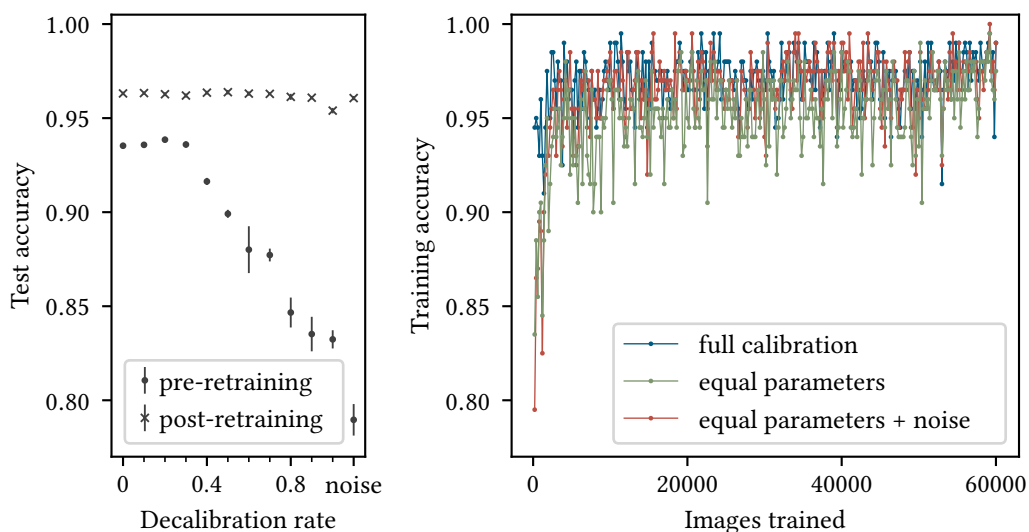 Test accuracy
1.00
0.95
0.90
0.85
0.80
pre-retraining
post-retraining
0
0.4
0.8
noise
Decalibration rate
Training accuracy
1.00
0.95
0.90
0.85
0.80
full calibration
equal parameters
equal parameters + noise
0
20000
40000
60000
Images trained